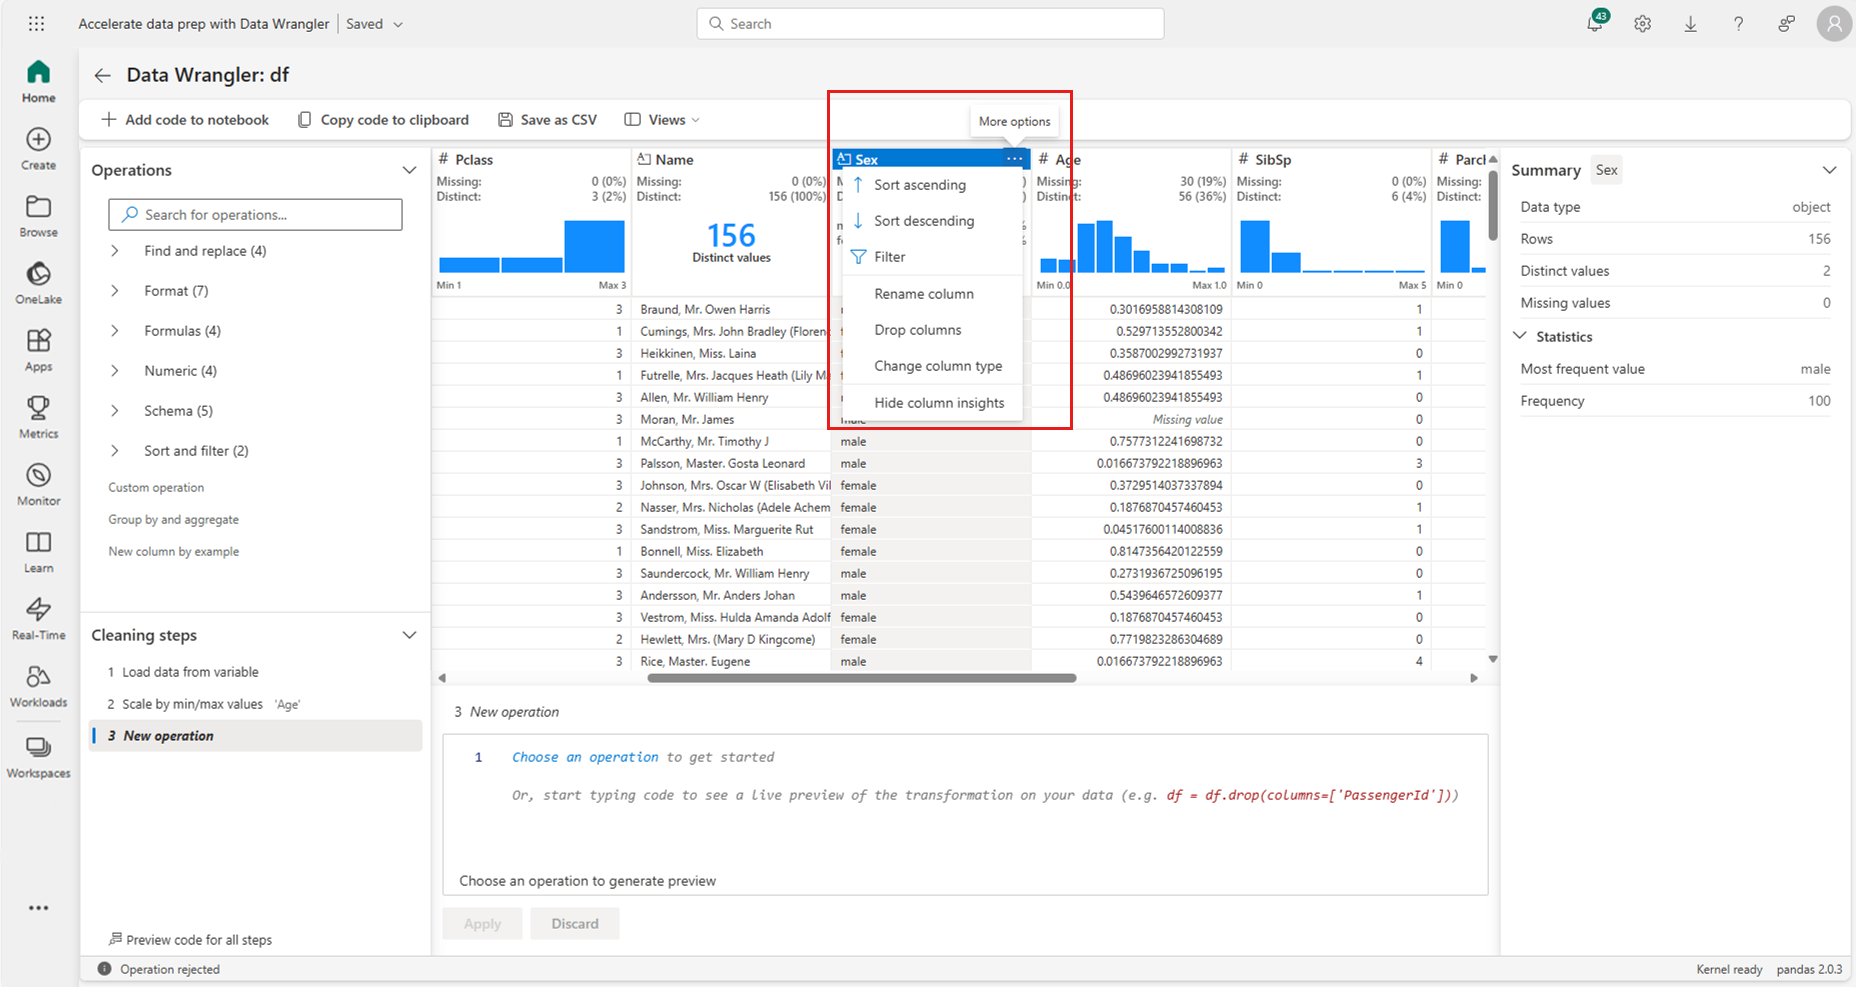 Accelerate data prep with Data Wrangler | Saved
Search
43
Home
Create
Browse
OneLake
Apps
Metrics
Monitor
Learn
Real-Time
Workloads
Workspaces
Data Wrangler: df
Add code to notebook
Copy code to clipboard
Save as CSV
Views
More options
Operations
Search for operations...
Find and replace (4)
Format (7)
Formulas (4)
Numeric (4)
Schema (5)
Sort and filter (2)
Custom operation
Group by and aggregate
New column by example
Cleaning steps
1 Load data from variable
2 Scale by min/max values 'Age'
3 New operation
Preview code for all steps
# Pclass
Missing: 0 (0%)
Distinct: 3 (2%)
Min 1 Max 3
Name
Missing: 0 (0%)
Distinct: 156 (100%)
156
Distinct values
Sex
Sort ascending
Sort descending
Filter
Rename column
Drop columns
Change column type
Hide column insights
# Age
Missing: 30 (19%)
Distinct: 56 (36%)
Min 0.0 Max 1.0
# SibSp
Missing: 0 (0%)
Distinct: 6 (4%)
Min 0 Max 5
# Parch
Missing:
Distinct:
Min 0
3 Braund, Mr. Owen Harris 0.3016958814308109 1
1 Cumings, Mrs. John Bradley (Florenc 0.529713552800342 1
3 Heikkinen, Miss. Laina 0.3587002992731937 0
1 Futrelle, Mrs. Jacques Heath (Lily Ma 0.48696023941855493 1
3 Allen, Mr. William Henry 0.48696023941855493 0
3 Moran, Mr. James male Missing value 0
1 McCarthy, Mr. Timothy J male 0.7577312241698732 0
3 Palsson, Master. Gosta Leonard male 0.016673792218896963 3
3 Johnson, Mrs. Oscar W (Elisabeth Vil female 0.3729514037337894 0
2 Nasser, Mrs. Nicholas (Adele Achem female 0.1876870457460453 1
3 Sandstrom, Miss. Marguerite Rut female 0.04517600114008836 1
1 Bonnell, Miss. Elizabeth female 0.8147356420122559 0
3 Saundercock, Mr. William Henry male 0.2731936725096195 0
3 Andersson, Mr. Anders Johan male 0.5439646572609377 1
3 Vestrom, Miss. Hulda Amanda Adolf female 0.1876870457460453 0
2 Hewlett, Mrs. (Mary D Kingcome) female 0.7719823286304689 0
3 Rice, Master. Eugene male 0.016673792218896963 4
3 New operation
1 Choose an operation to get started
Or, start typing code to see a live preview of the transformation on your data (e.g. df = df.drop(columns=['PassengerId']))
Choose an operation to generate preview
Apply
Discard
Summary Sex
Data type object
Rows 156
Distinct values 2
Missing values 0
Statistics
Most frequent value male
Frequency 100
Operation rejected
Kernel ready
pandas 2.0.3